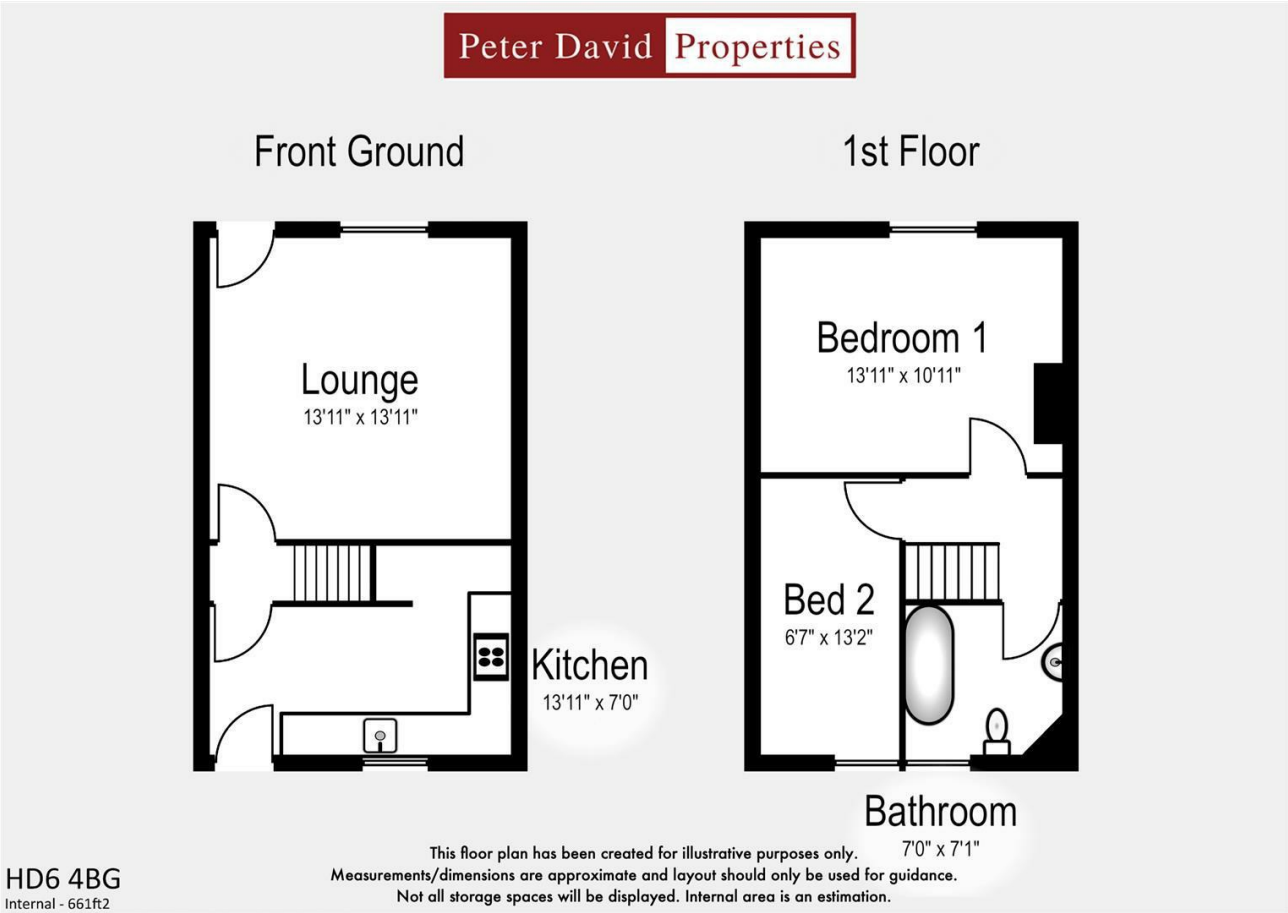 Peter David Properties
Front Ground
1st Floor
Lounge
13'11" x 13'11"
Kitchen
13'11" x 7'0"
Bedroom 1
13'11" x 10'11"
Bed 2
6'7" x 13'2"
Bathroom
7'0" x 7'1"
This floor plan has been created for illustrative purposes only.
Measurements/dimensions are approximate and layout should only be used for guidance.
Not all storage spaces will be displayed. Internal area is an estimation.
HD6 4BG
Internal - 661ft2